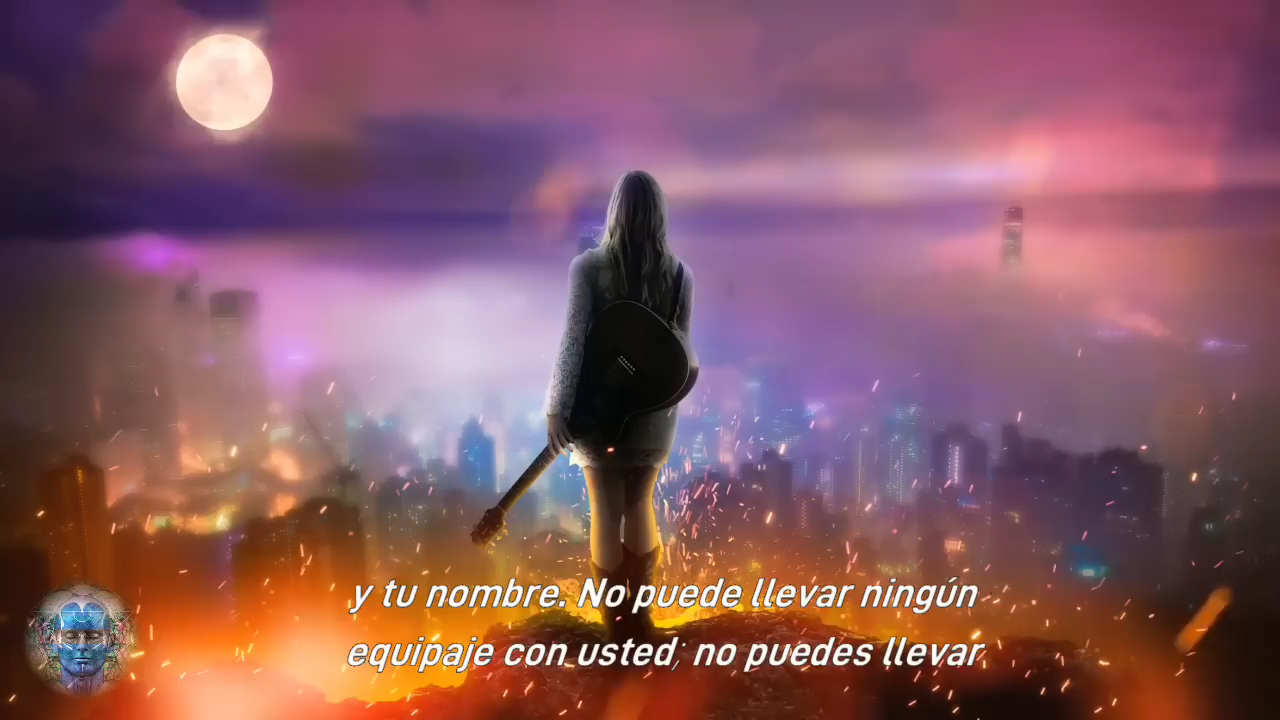 y tu nombre. No puede llevar ningún
equipaje con usted, no puedes llevar